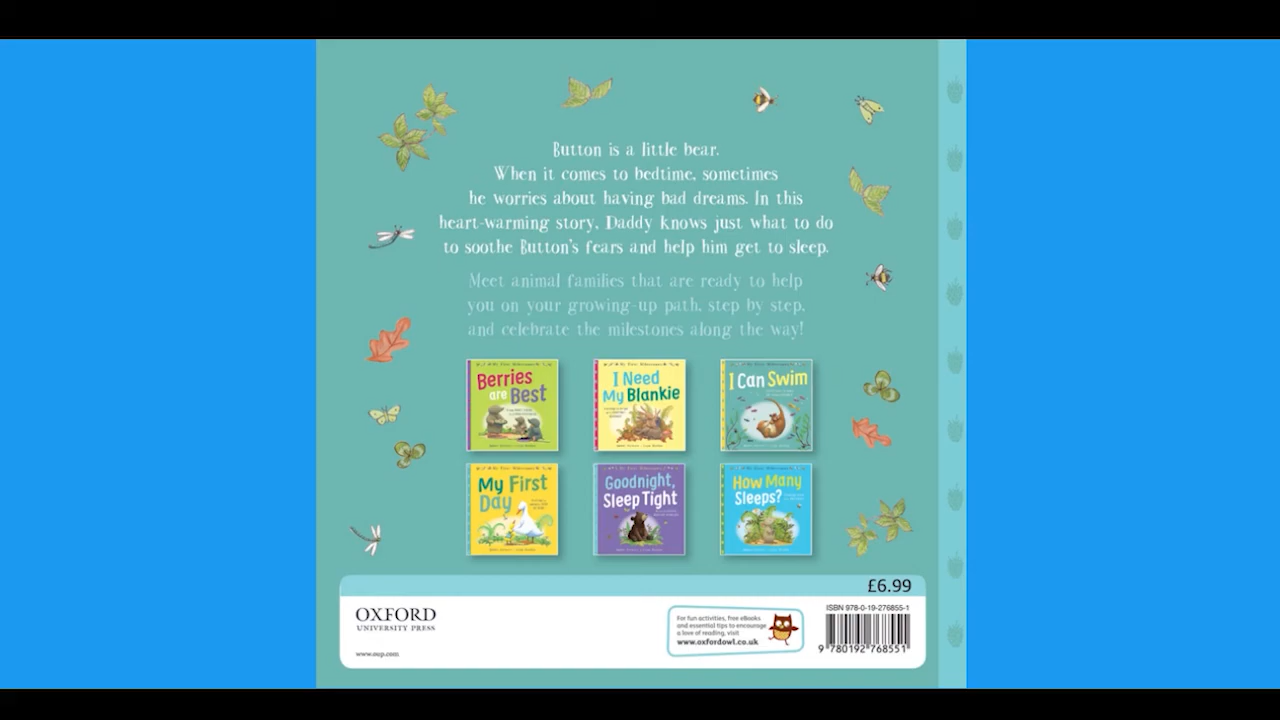 Button is a little bear.
When it comes to bedtime, sometimes
he worries about having bad dreams. In this
heart-warming story, Daddy knows just what to do
to soothe Button's fears and help him get to sleep.
Meet animal families that are ready to help
you on your growing-up path, step by step,
and celebrate the milestones along the way!
Berries
are Best
I Need
My Blankie
I Can Swim
My First
Day
Goodnight,
Sleep Tight
How Many
Sleeps?
£6.99
OXFORD
UNIVERSITY PRESS
www.oup.com
For fun activities, free eBooks
and essential tips to encourage
a love of reading, visit
www.oxfordowl.co.uk
ISBN 978-0-19-276855-1
9 780192 768551